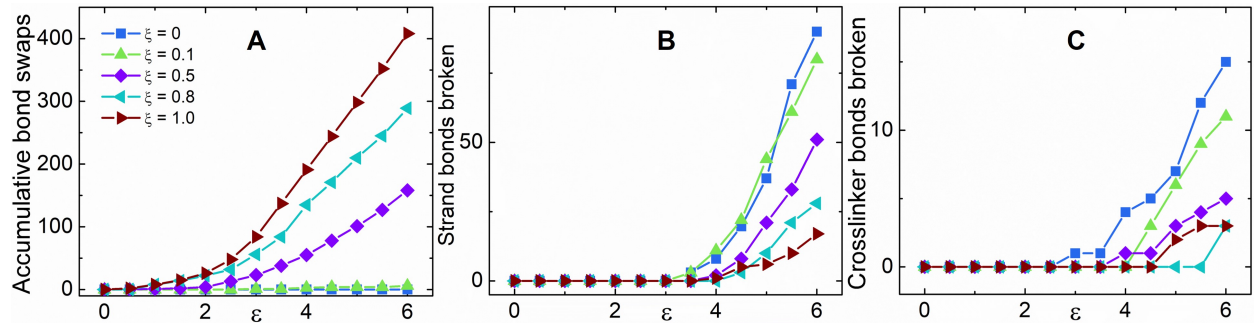 Accumulative bond swaps
400
300
200
100
0
0
2
4
6
ε
A
ξ = 0
ξ = 0.1
ξ = 0.5
ξ = 0.8
ξ = 1.0
Strand bonds broken
50
0
0
2
4
6
ε
B
Crosslinker bonds broken
10
0
0
2
4
6
ε
C